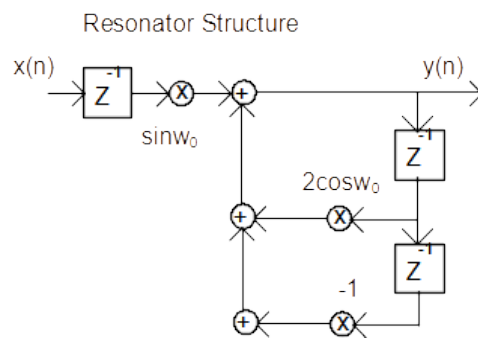 Resonator Structure
x(n)
y(n)
Z⁻¹
X
+
sinw₀
Z⁻¹
2cosw₀
+
X
Z⁻¹
-1
+
X